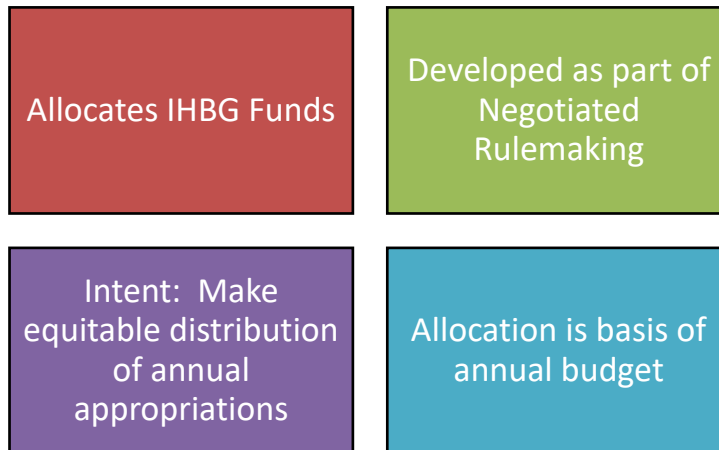 Allocates IHBG Funds
Developed as part of
Negotiated
Rulemaking
Intent:  Make
equitable distribution
of annual
appropriations
Allocation is basis of
annual budget